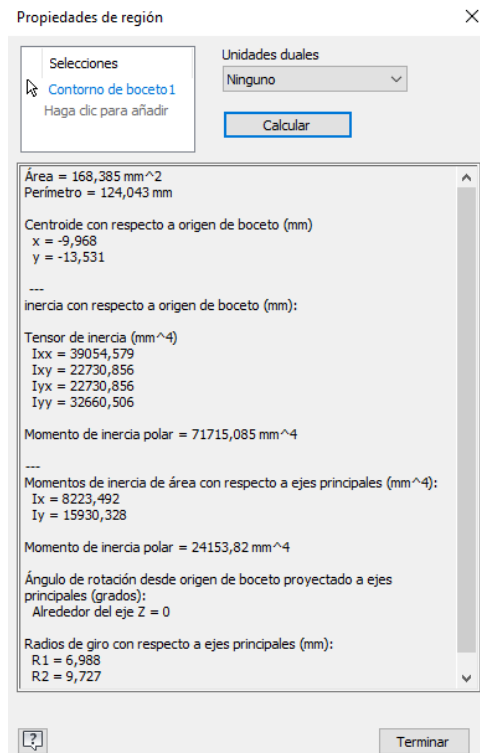 Propiedades de región
Selecciones
Contorno de boceto1
Haga clic para añadir
Unidades duales
Ninguno
Calcular
Área = 168,385 mm^2
Perímetro = 124,043 mm
Centroide con respecto a origen de boceto (mm)
x = -9,968
y = -13,531
---
inercia con respecto a origen de boceto (mm):
Tensor de inercia (mm^4)
Ixx = 39054,579
Ixy = 22730,856
Iyx = 22730,856
Iyy = 32660,506
Momento de inercia polar = 71715,085 mm^4
---
Momentos de inercia de área con respecto a ejes principales (mm^4):
Ix = 8223,492
Iy = 15930,328
Momento de inercia polar = 24153,82 mm^4
Ángulo de rotación desde origen de boceto proyectado a ejes
principales (grados):
Alrededor del eje Z = 0
Radios de giro con respecto a ejes principales (mm):
R1 = 6,988
R2 = 9,727
?
Terminar